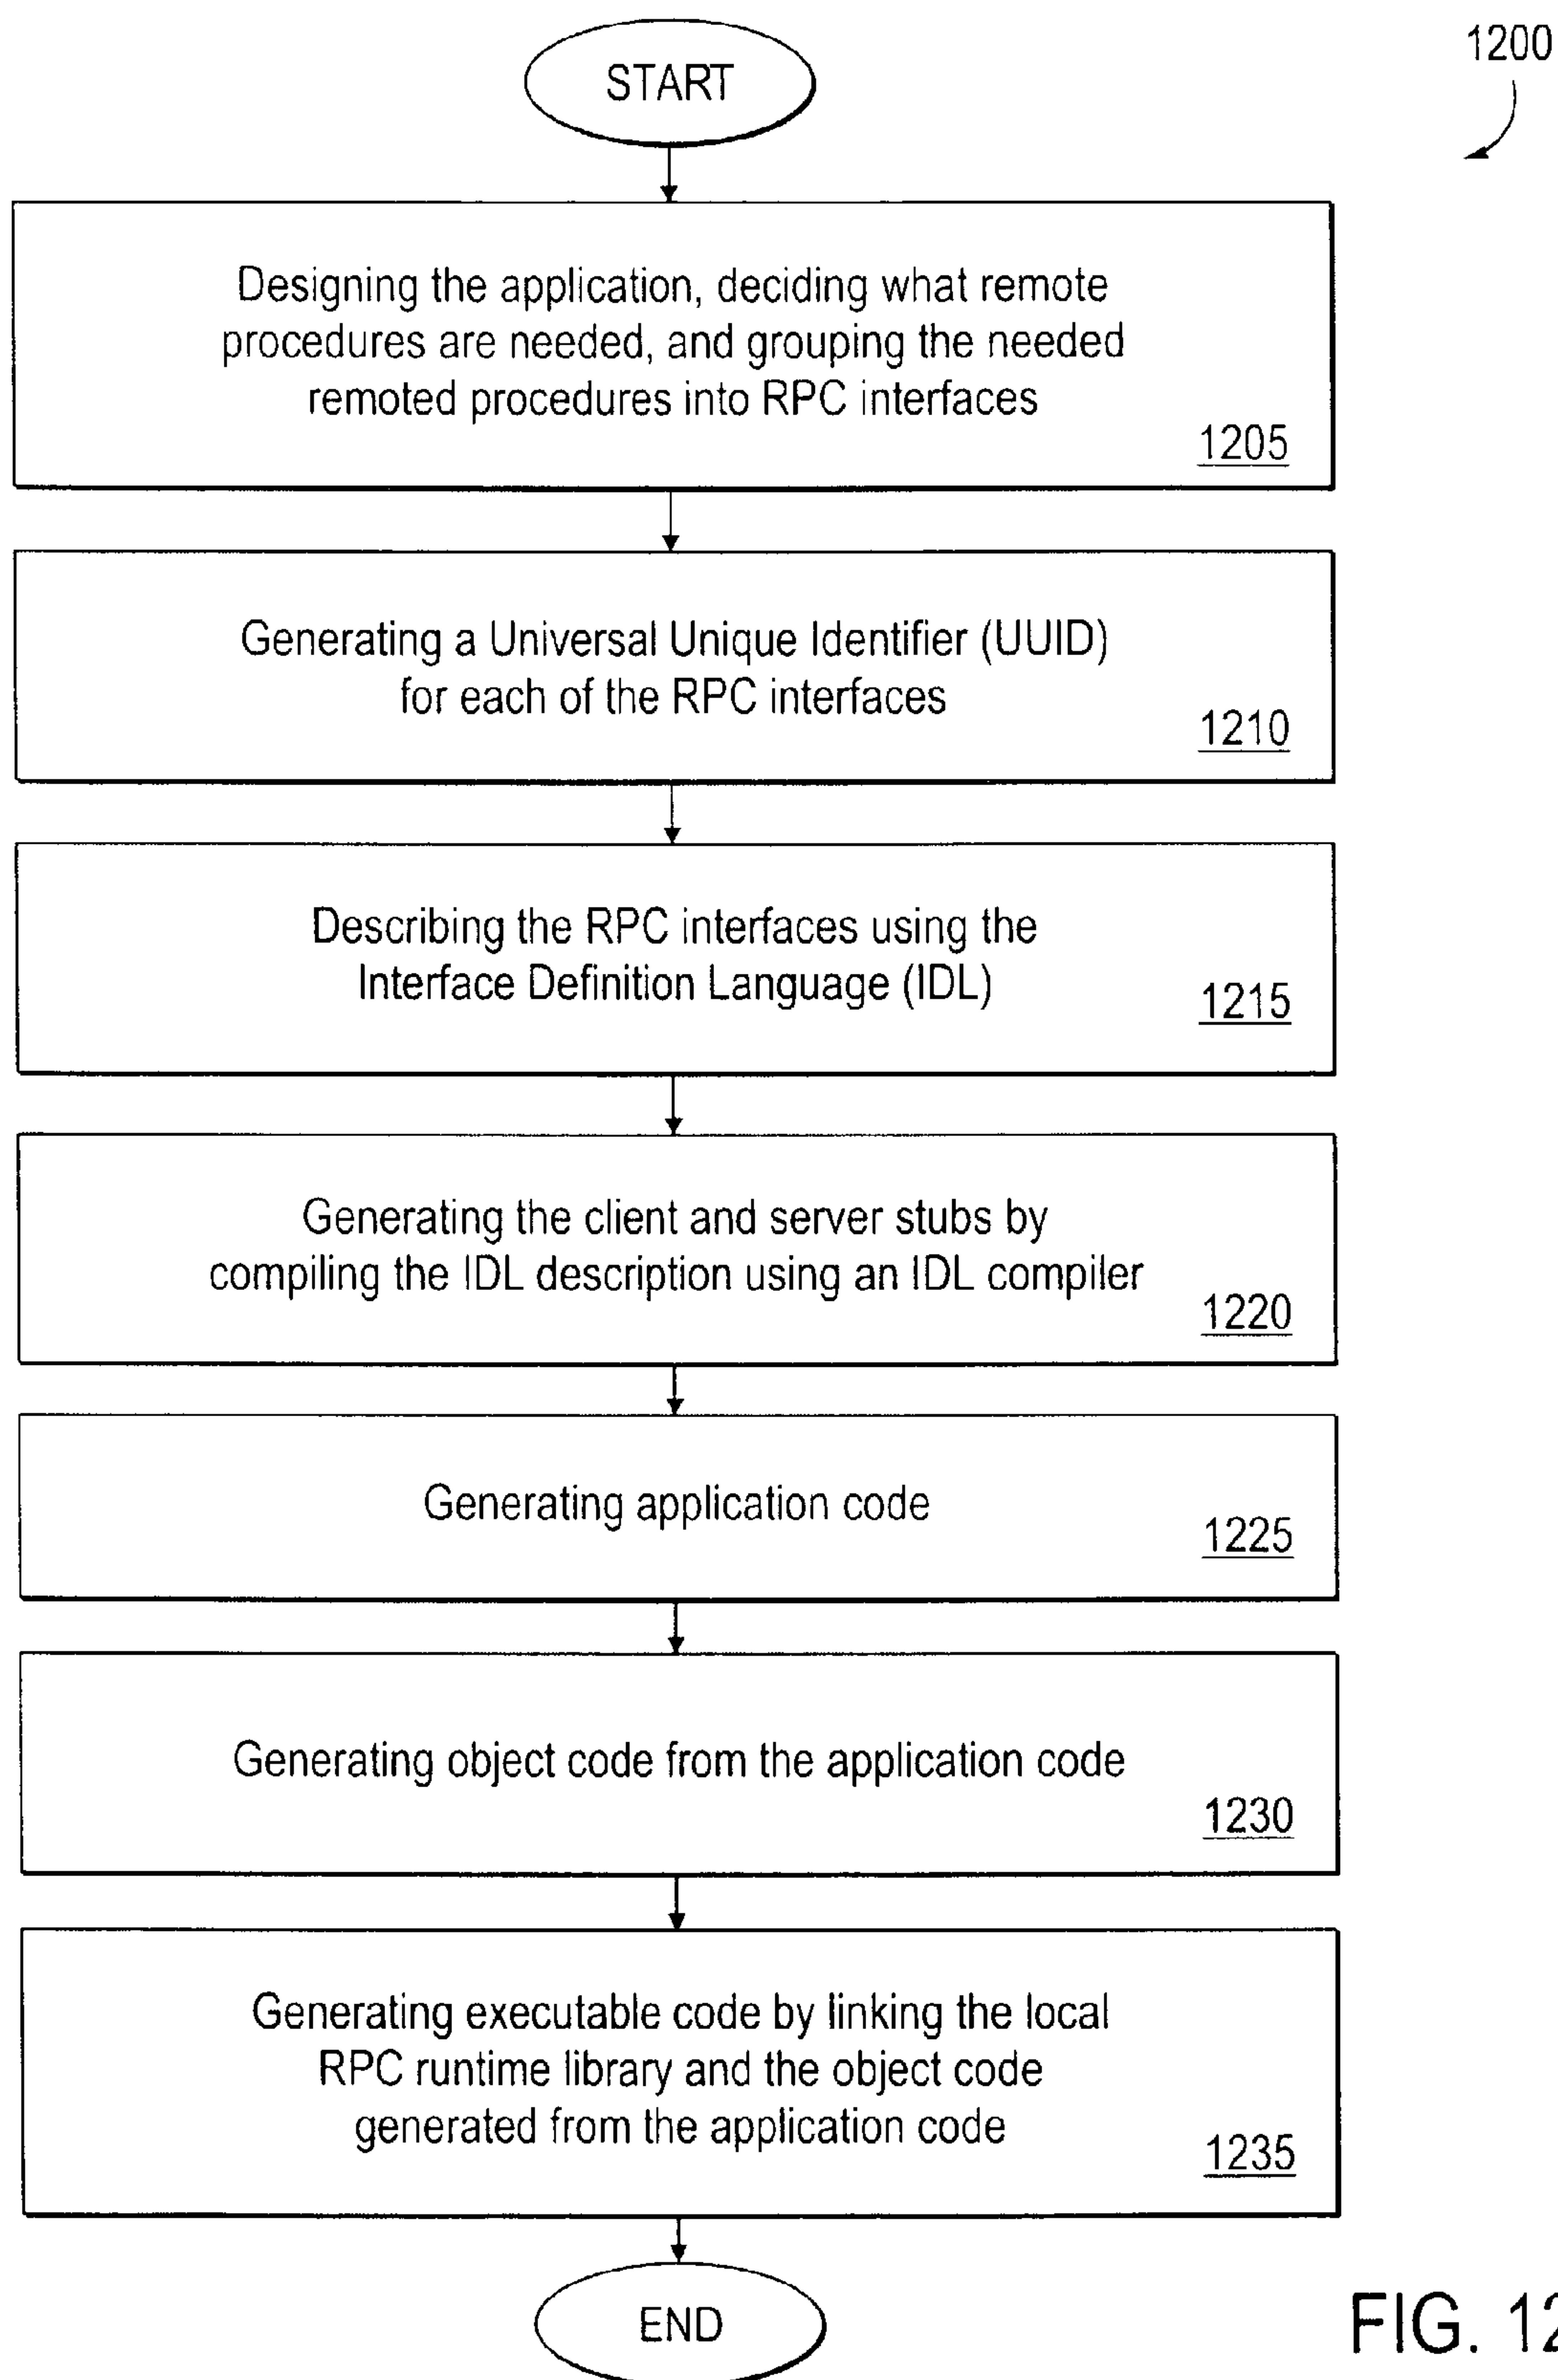 START
1200
Designing the application, deciding what remote
procedures are needed, and grouping the needed
remoted procedures into RPC interfaces
1205
Generating a Universal Unique Identifier (UUID)
for each of the RPC interfaces
1210
Describing the RPC interfaces using the
Interface Definition Language (IDL)
1215
Generating the client and server stubs by
compiling the IDL description using an IDL compiler
1220
Generating application code
1225
Generating object code from the application code
1230
Generating executable code by linking the local
RPC runtime library and the object code
generated from the application code
1235
END
FIG. 12